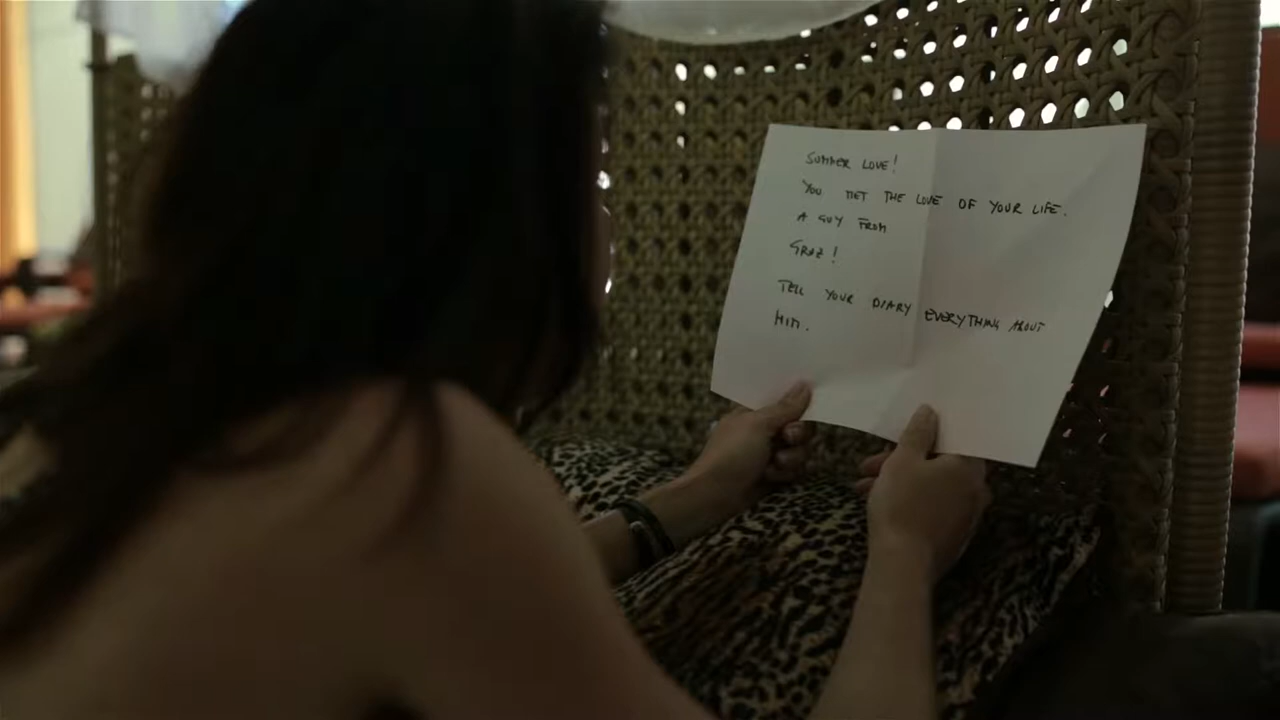 SUMMER LOVE!
YOU MET THE LOVE OF YOUR LIFE.
A GUY FROM
GRAZ!
TELL YOUR DIARY EVERYTHING ABOUT
HIM.